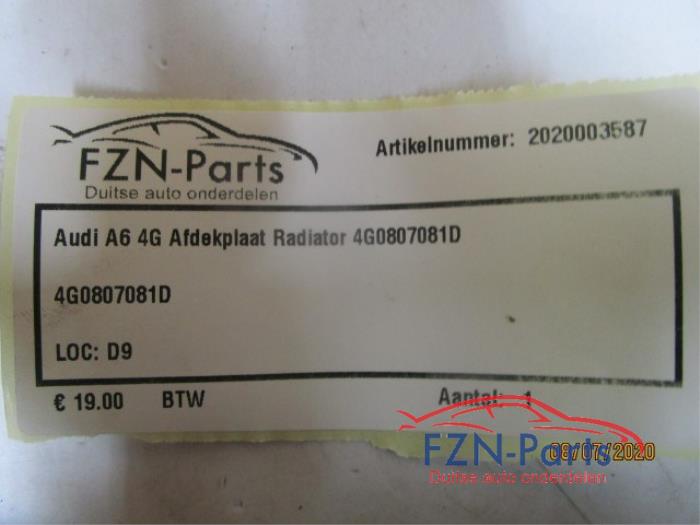 FZN-Parts
Duitse auto onderdelen
Artikelnummer: 2020003587
Audi A6 4G Afdekplaat Radiator 4G0807081D
4G0807081D
LOC: D9
€ 19.00 BTW Aantal: 1
08/07/2020
FZN-Parts
Duitse auto onderdelen